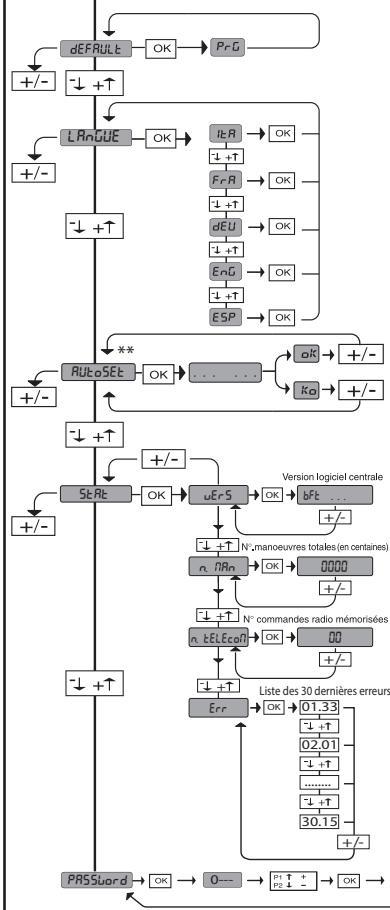 dEFAULt OK PrG
+/- -↓ +↑
LAnGUE OK ItA OK
+/- -↓ +↑
FrA OK
-↓ +↑
dEU OK
-↓ +↑
-↓ +↑
EnG OK
-↓ +↑
ESP OK
**
AUtoSEt OK .... ... ok +/-
+/- Ko +/-
-↓ +↑
+/-
Version logiciel centrale
StAt OK vErS OK bFt ...
+/- +/-
-↓ +↑ N°.manoeuvres totales (en centaines)
n. MAn OK 0000
+/-
-↓ +↑ N° commandes radio mémorisées
n. tELEcoM OK 00
+/-
-↓ +↑
-↓ +↑ Liste des 30 dernières erreurs
Err OK 01.33
-↓ +↑
02.01
-↓ +↑
........
-↓ +↑
30.15
+/-
PASSword OK 0--- P1 ↑ + OK
P2 ↓ -